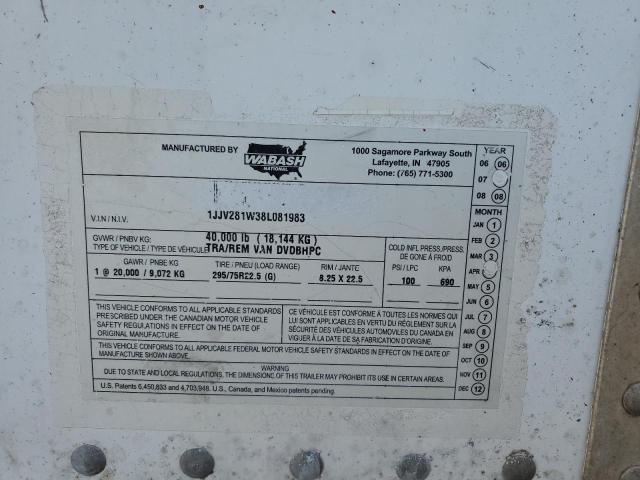 MANUFACTURED BY
WABASH
NATIONAL
1000 Sagamore Parkway South
Lafayette, IN 47905
Phone: (765) 771-5300
V.I.N./N.I.V. 1JJV281W38L081983
GVWR / PNBV KG: 40,000 lb ( 18,144 KG )
TYPE OF VEHICLE / TYPE DE VÉHICULE: TRA/REM VAN DVDBHPC
COLD INFL PRESS/PRESS
DE GONE À FROID
GAWR / PNBE KG TIRE / PNEU (LOAD RANGE) RIM / JANTE PSI / LPC KPA
1 @ 20,000 / 9,072 KG 295/75R22.5 (G) 8.25 X 22.5 100 690
THIS VEHICLE CONFORMS TO ALL APPLICABLE STANDARDS
PRESCRIBED UNDER THE CANADIAN MOTOR VEHICLE
SAFETY REGULATIONS IN EFFECT ON THE DATE OF
ORIGINAL MANUFACTURE.
CE VÉHICULE EST CONFORME À TOUTES LES NORMES QUI
LUI SONT APPLICABLES EN VERTU DU RÉGLEMENT SUR LA
SÉCURITÉ DES VÉHICULES AUTOMOVILES DU CANADA EN
VIGUER À LA DATE DE SA FABRICATION D'ORIGINE.
THIS VEHICLE CONFORMS TO ALL APPLICABLE FEDERAL MOTOR VEHICLE SAFETY STANDARDS IN EFFECT ON THE DATE OF
MANUFACTURE SHOWN ABOVE.
WARNING
DUE TO STATE AND LOCAL REGULATIONS, THE DIMENSIONS OF THIS TRAILER MAY PROHIBIT ITS USE IN CERTAIN AREAS.
U.S. Patents 6,450,833 and 4,703,948. U.S., Canada, and Mexico patents pending.
YEAR
06 06
07
08 08
MONTH
JAN 1
FEB 2
MAR 3
APR
MAY 5
JUN 6
JUL 7
AUG 8
SEP 9
OCT 10
NOV 11
DEC 12